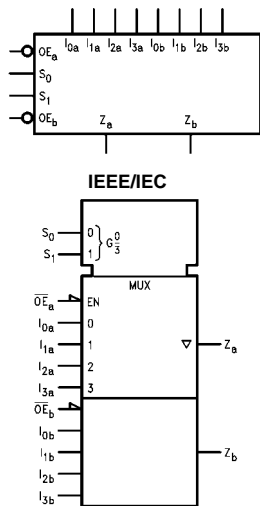 I0a I1a I2a I3a I0b I1b I2b I3b
OEa
S0
S1
OEb
Za Zb
IEEE/IEC
S0 0
S1 1
G 0/3
MUX
OEa EN
I0a 0
I1a 1
Za
I2a 2
I3a 3
OEb
I0b
I1b
Zb
I2b
I3b